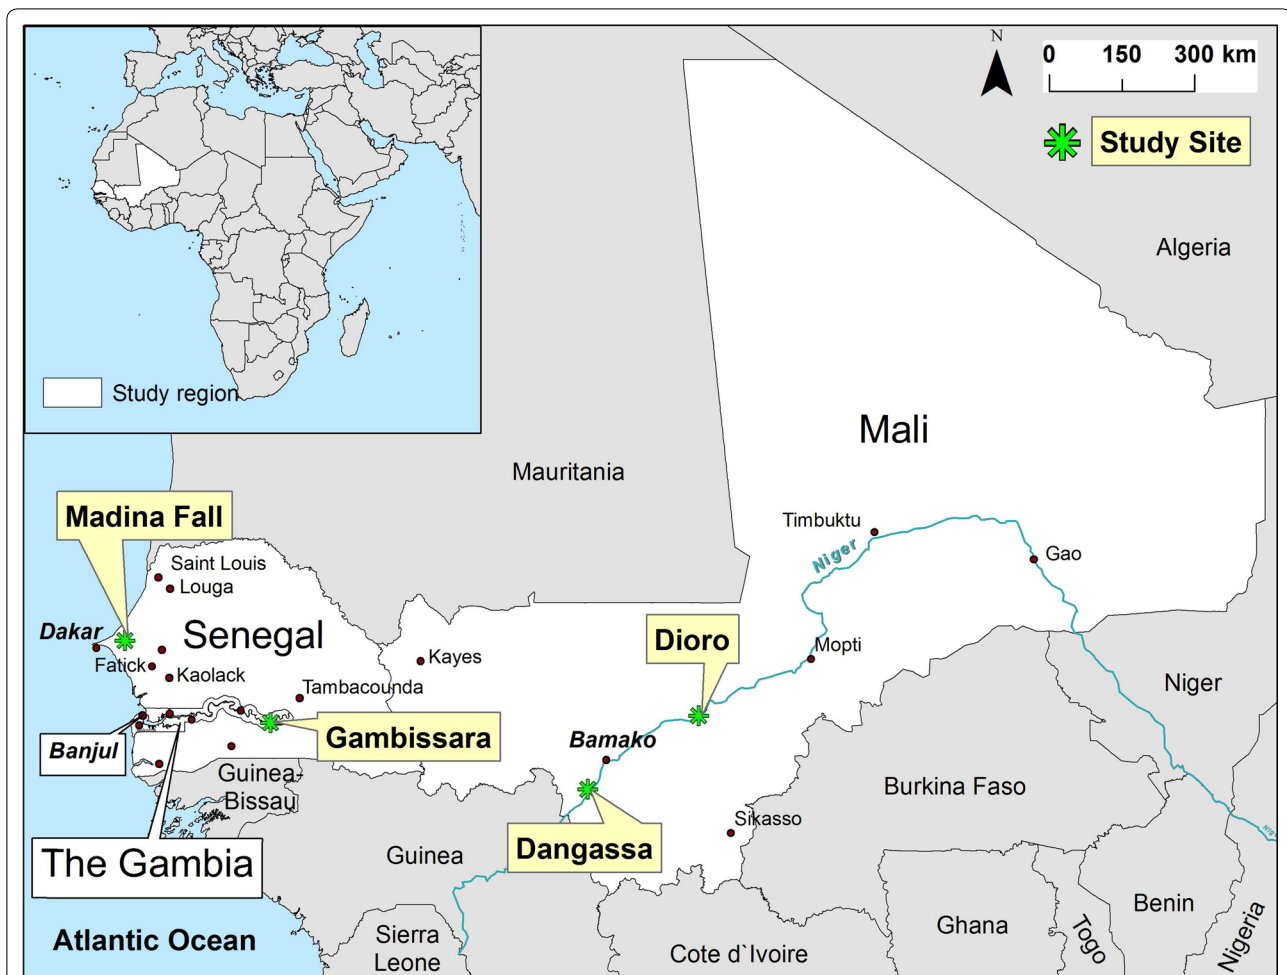 N
0 150 300 km
Study Site
Algeria
Study region
Mali
Mauritania
Madina Fall
Timbuktu
Niger
Gao
Saint Louis
Louga
Dakar
Senegal
Dioro
Mopti
Fatick
Kaolack
Kayes
Tambacounda
Niger
Gambissara
Bamako
Banjul
Guinea-
Bissau
Burkina Faso
Sikasso
The Gambia
Guinea
Dangassa
Benin
Ghana
Togo
Nigeria
Atlantic Ocean
Sierra
Leone
Cote d`Ivoire